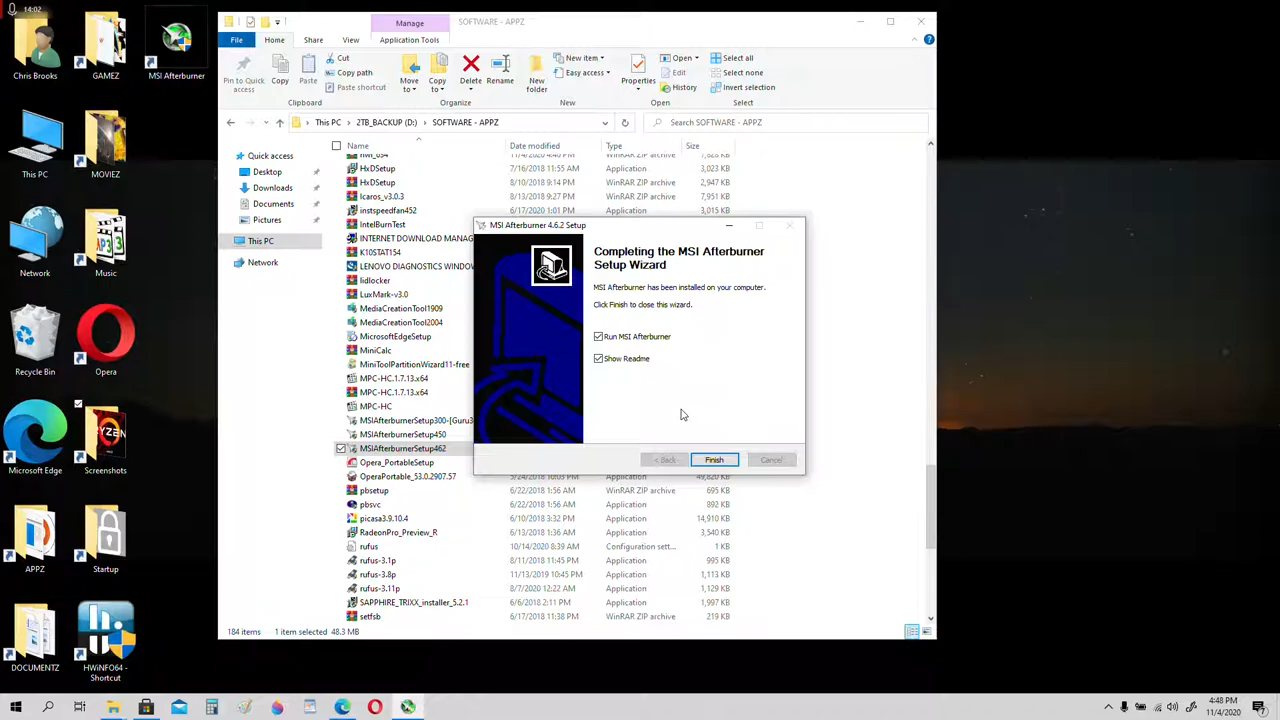 14:02
Chris Brooks
GAMEZ
MSI Afterburner
This PC
MOVIEZ
Network
MP3
Music
Recycle Bin
Opera
Microsoft Edge
RYZEN
Screenshots
APPZ
Startup
DOCUMENTZ
HWiNFO64 -
Shortcut
Manage
SOFTWARE - APPZ
File
Home
Share
View
Application Tools
Pin to Quick
access
Copy
Paste
Cut
Copy path
Paste shortcut
Clipboard
Move
to
Copy
to
Delete
Rename
Organize
New
folder
New item
Easy access
New
Properties
Open
Edit
History
Open
Select all
Select none
Invert selection
Select
This PC > 2TB_BACKUP (D:) > SOFTWARE - APPZ
Search SOFTWARE - APPZ
Quick access
Desktop
Downloads
Documents
Pictures
This PC
Network
Name Date modified Type Size
HxDSetup 7/16/2018 11:55 AM Application 3,023 KB
HxDSetup 8/10/2018 9:14 PM WinRAR ZIP archive 2,947 KB
Icaros_v3.0.3 8/13/2018 9:27 PM WinRAR ZIP archive 7,951 KB
instspeedfan452 6/17/2020 1:01 PM Application 3,015 KB
IntelBurnTest
INTERNET DOWNLOAD MANAG
K10STAT154
LENOVO DIAGNOSTICS WINDOW
lidlocker
LuxMark-v3.0
MediaCreationTool1909
MediaCreationTool2004
MicrosoftEdgeSetup
MiniCalc
MiniToolPartitionWizard11-free
MPC-HC.1.7.13.x64
MPC-HC.1.7.13.x64
MPC-HC
MSIAfterburnerSetup300-[Guru3
MSIAfterburnerSetup450
MSIAfterburnerSetup462
Opera_PortableSetup
OperaPortable_53.0.2907.57 5/24/2018 10:03 PM Application 49,820 KB
pbsetup 6/22/2018 1:56 AM WinRAR ZIP archive 695 KB
pbsvc 6/22/2018 1:56 AM Application 892 KB
picasa3.9.10.4 6/10/2018 3:32 PM Application 14,910 KB
RadeonPro_Preview_R 6/13/2018 1:36 AM Application 3,540 KB
rufus 10/14/2020 8:39 AM Configuration sett... 1 KB
rufus-3.1p 8/11/2018 11:45 PM Application 995 KB
rufus-3.8p 11/13/2019 10:45 PM Application 1,113 KB
rufus-3.11p 8/7/2020 12:22 AM Application 1,129 KB
SAPPHIRE_TRIXX_installer_5.2.1 6/6/2018 2:11 PM Application 1,997 KB
setfsb 6/17/2018 11:38 PM WinRAR ZIP archive 219 KB
184 items 1 item selected 48.3 MB
MSI Afterburner 4.6.2 Setup
Completing the MSI Afterburner
Setup Wizard
MSI Afterburner has been installed on your computer.
Click Finish to close this wizard.
Run MSI Afterburner
Show Readme
< Back
Finish
Cancel
4:48 PM
11/4/2020